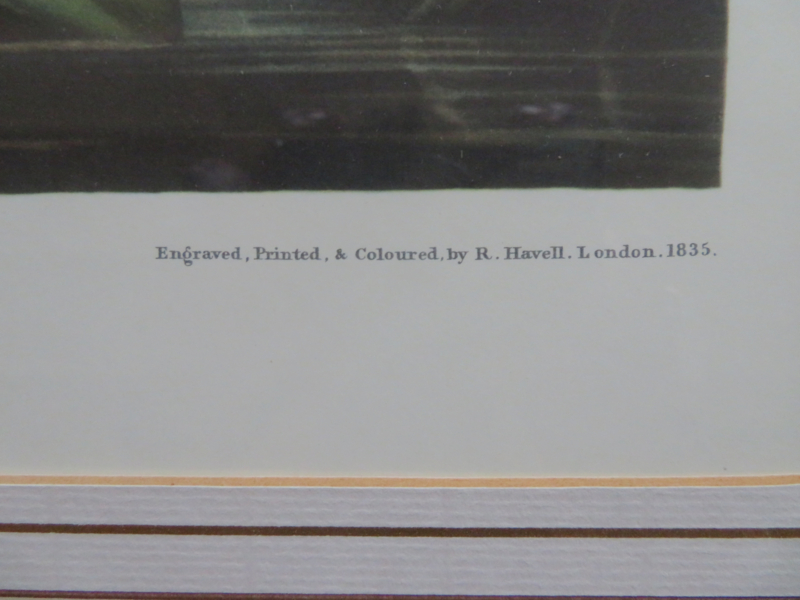 Engraved, Printed, & Coloured, by R. Havell. London. 1835.